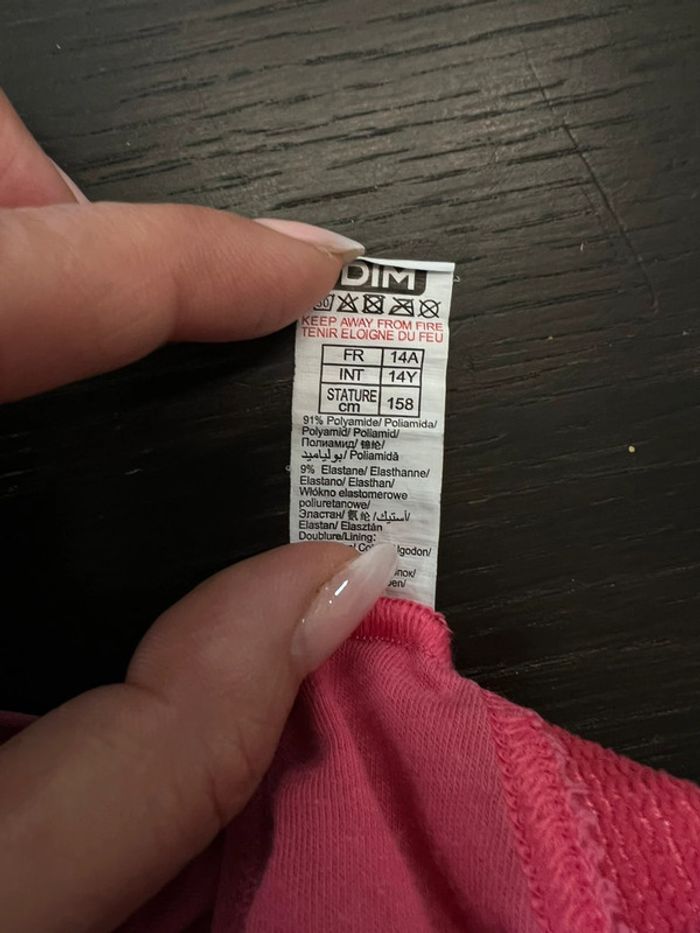 DIM
30
KEEP AWAY FROM FIRE
TENIR ELOIGNE DU FEU
FR 14A
INT 14Y
STATURE cm 158
91% Polyamide/ Poliamida/
Polyamid/ Poliamid/
Полиамид/ 锦纶/
بولياميد/ Poliamidă
9% Elastane/ Elasthanne/
Elastano/ Elasthan/
Włókno elastomerowe
poliuretanowe/
Эластан/ 氨纶 /أستيك/
Elastan/ Elasztán
Doublure/Lining: